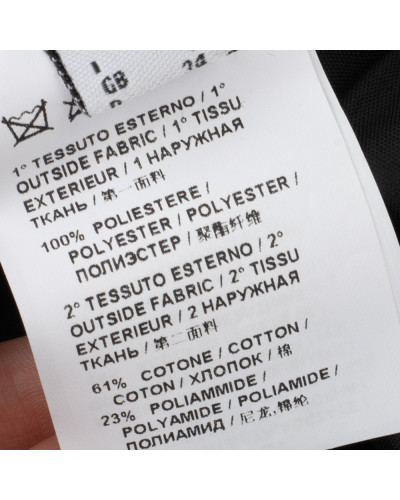 I
GB
1° TESSUTO ESTERNO / 1°
OUTSIDE FABRIC / 1° TISSU
EXTERIEUR / 1 НАРУЖНАЯ
ТКАНЬ / 第一面料
100% POLIESTERE /
POLYESTER / POLYESTER /
ПОЛИЭСТЕР / 聚酯纤维
2° TESSUTO ESTERNO / 2°
OUTSIDE FABRIC / 2° TISSU
EXTERIEUR / 2 НАРУЖНАЯ
ТКАНЬ / 第二面料
61% COTONE / COTTON /
COTON / ХЛОПОК / 棉
23% POLIAMMIDE /
POLYAMIDE / POLIAMIDE /
ПОЛИАМИД / 尼龙,锦纶